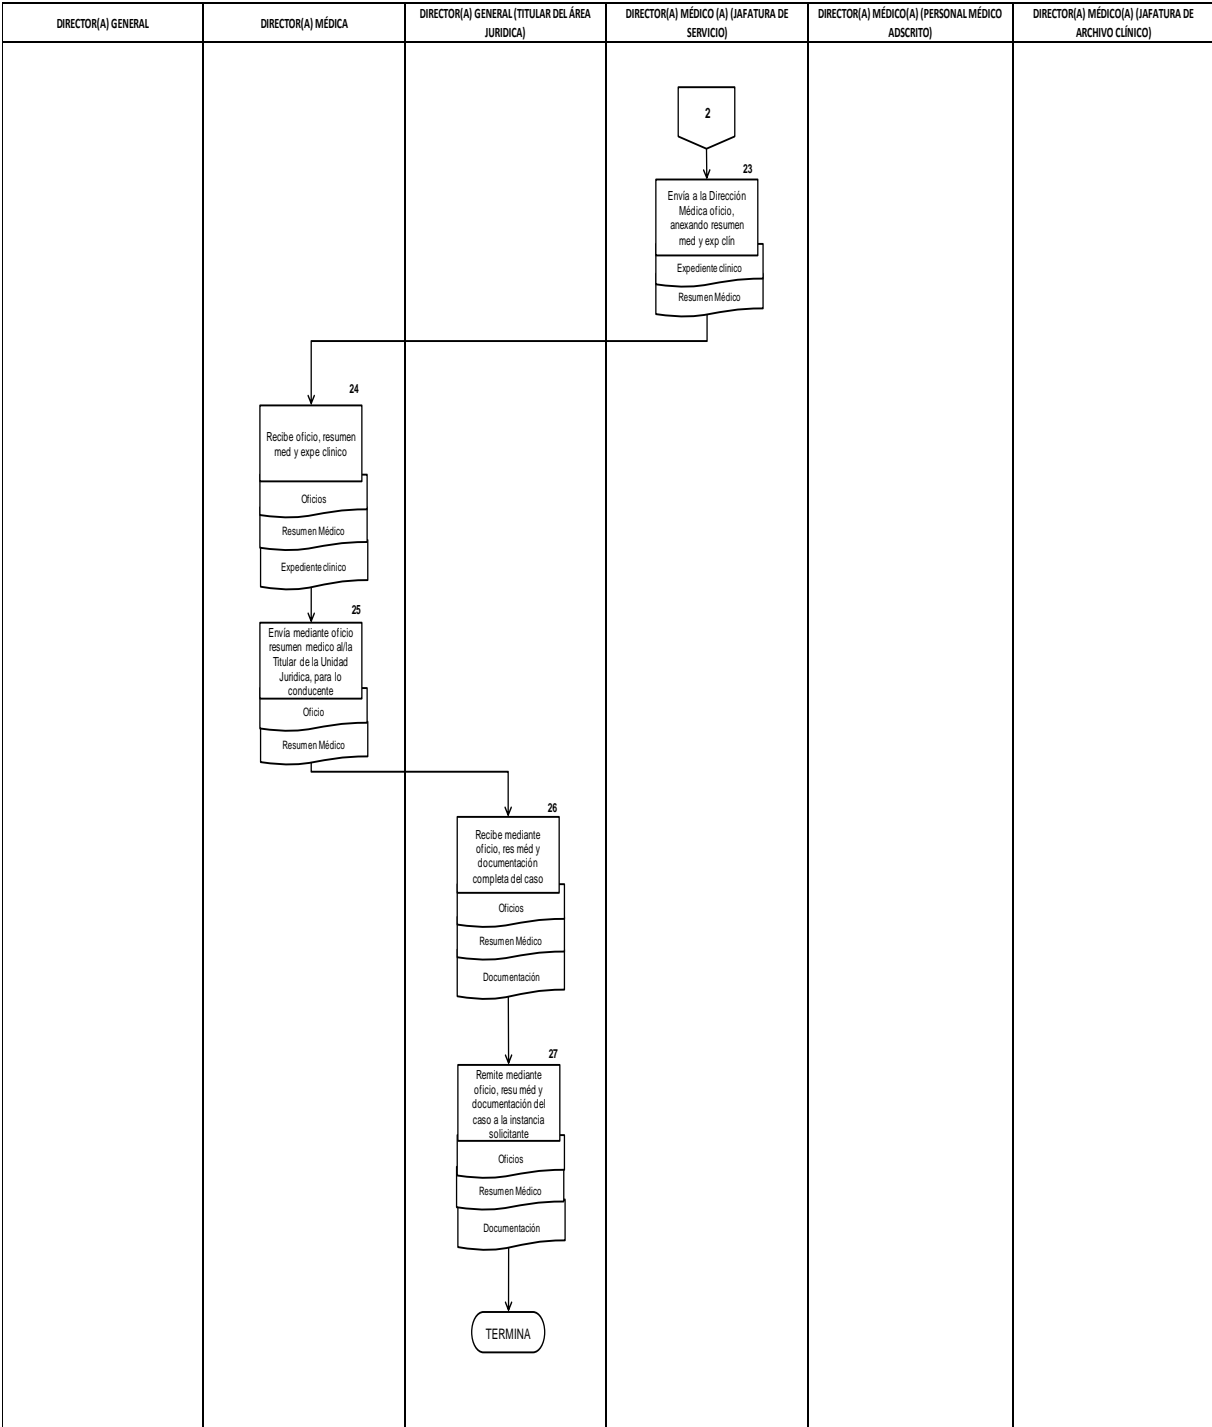 DIRECTOR(A) GENERAL
DIRECTOR(A) MÉDICA
DIRECTOR(A) GENERAL (TITULAR DEL ÁREA
JURIDICA)
DIRECTOR(A) MÉDICO (A) (JAFATURA DE
SERVICIO)
DIRECTOR(A) MÉDICO(A) (PERSONAL MÉDICO
ADSCRITO)
DIRECTOR(A) MÉDICO(A) (JAFATURA DE
ARCHIVO CLÍNICO)
2
23
Envía a la Dirección
Médica oficio,
anexando resumen
med y exp clín
Expediente clinico
Resumen Médico
24
Recibe oficio, resumen
med y expe clinico
Oficios
Resumen Médico
Expediente clinico
25
Envía mediante oficio
resumen medico al/la
Titular de la Unidad
Juridica, para lo
conducente
Oficio
Resumen Médico
26
Recibe mediante
oficio, res méd y
documentación
completa del caso
Oficios
Resumen Médico
Documentación
27
Remite mediante
oficio, resu méd y
documentación del
caso a la instancia
solicitante
Oficios
Resumen Médico
Documentación
TERMINA